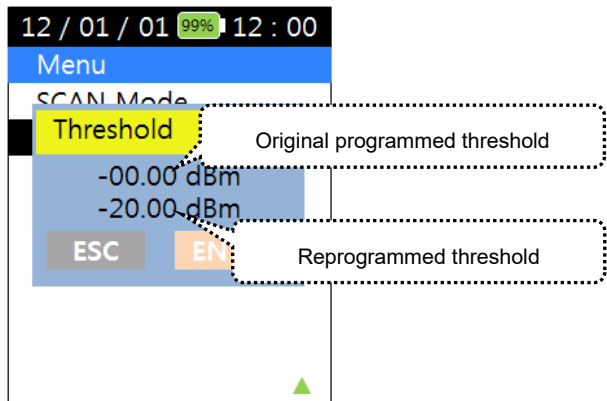 12 / 01 / 01 99% 12 : 00
Menu
SCAN Mode
Threshold
Original programmed threshold
-00.00 dBm
-20.00 dBm
ESC
EN
Reprogrammed threshold